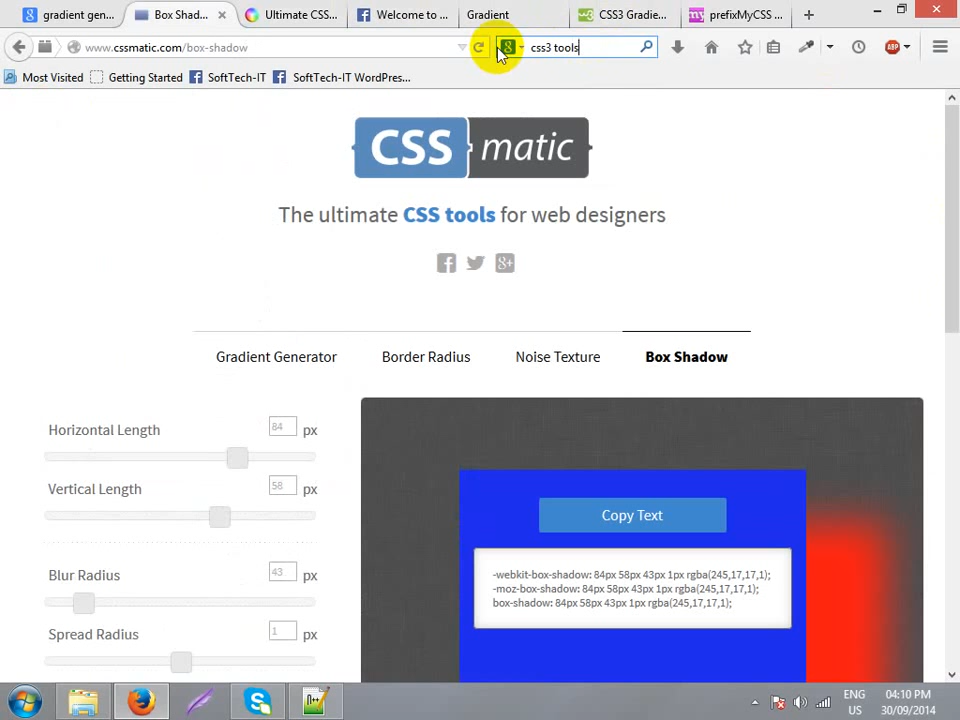 gradient gen...
Box Shad...
Ultimate CSS...
Welcome to ...
Gradient
CSS3 Gradie...
prefixMyCSS ...
www.cssmatic.com/box-shadow
css3 tools
Most Visited
Getting Started
SoftTech-IT
SoftTech-IT WordPres...
CSS matic
The ultimate CSS tools for web designers
Gradient Generator
Border Radius
Noise Texture
Box Shadow
Horizontal Length
84 px
Vertical Length
58 px
Blur Radius
43 px
Spread Radius
1 px
Copy Text
-webkit-box-shadow: 84px 58px 43px 1px rgba(245,17,17,1);
-moz-box-shadow: 84px 58px 43px 1px rgba(245,17,17,1);
box-shadow: 84px 58px 43px 1px rgba(245,17,17,1);
ENG
US
04:10 PM
30/09/2014